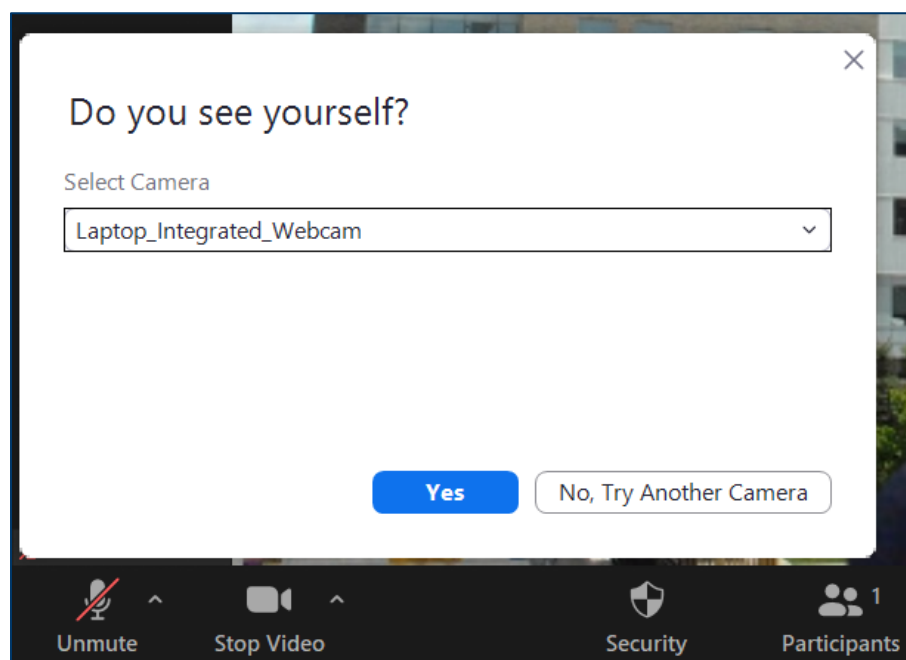 Do you see yourself?
Select Camera
Laptop_Integrated_Webcam
Yes
No, Try Another Camera
1
Unmute
Stop Video
Security
Participants